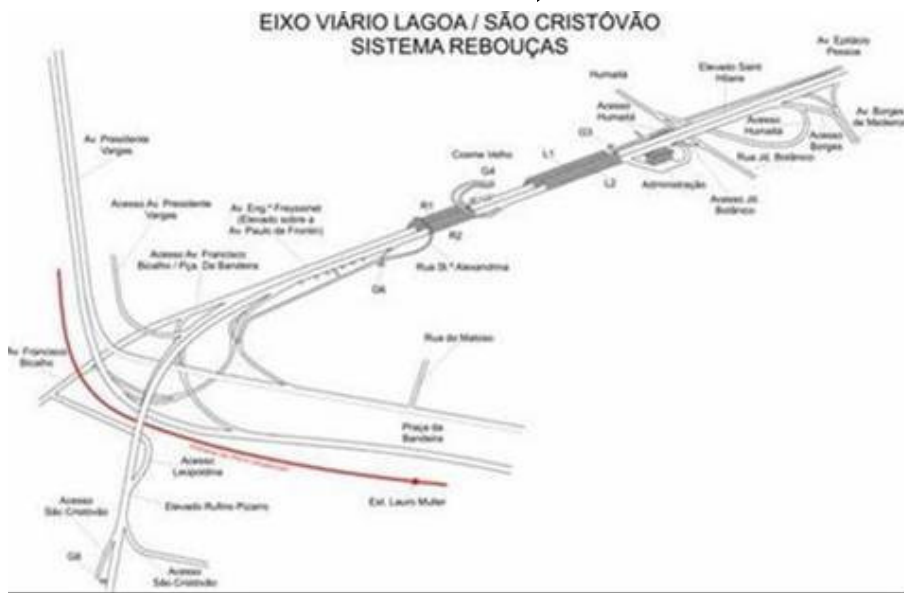 EIXO VIÁRIO LAGOA / SÃO CRISTÓVÃO
SISTEMA REBOUÇAS
Av. Epitácio
Pessoa
Elevado Saint
Hilaire
Humaitá
Acesso
Humaitá
Av. Borges
de Medeiros
Acesso
Humaitá
Acesso
Borges
Rua Jd. Botânico
G3
L1
L2
Administração
Acesso Jd.
Botânico
Cosme Velho
G4
R1
R2
Av. Presidente
Vargas
Acesso Av. Presidente
Vargas
Av. Eng.º Freyssinet
(Elevado sobre a
Av. Paulo de Frontin)
Acesso Av. Francisco
Bicalho / Pça. Da Bandeira
Rua St.ª Alexandrina
G6
Rua do Matoso
Av. Francisco
Bicalho
Praça da
Bandeira
Acesso
Leopoldina
Est. Lauro Muller
Acesso
São Cristóvão
Elevado Rufino Pizarro
G8
Acesso
São Cristóvão